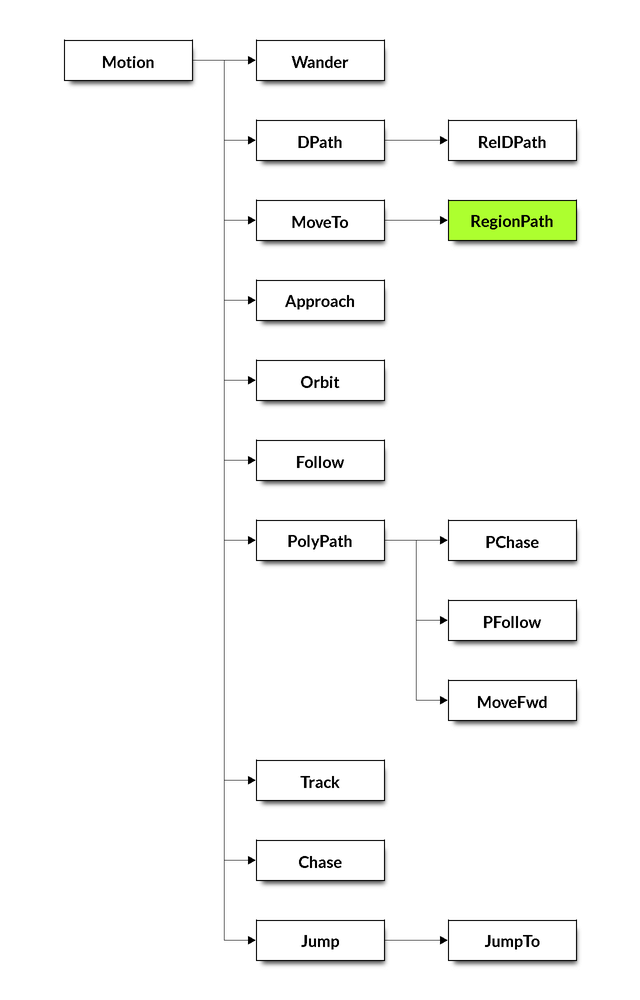 Motion
Wander
DPath
RelDPath
MoveTo
RegionPath
Approach
Orbit
Follow
PolyPath
PChase
PFollow
MoveFwd
Track
Chase
Jump
JumpTo